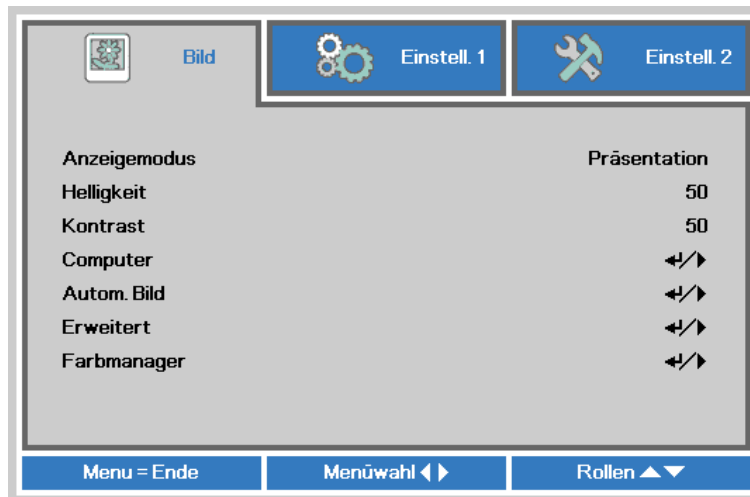 Bild
Einstell. 1
Einstell. 2
Anzeigemodus Präsentation
Helligkeit 50
Kontrast 50
Computer ↵/▶
Autom. Bild ↵/▶
Erweitert ↵/▶
Farbmanager ↵/▶
Menu = Ende
Menüwahl ◀ ▶
Rollen ▲▼